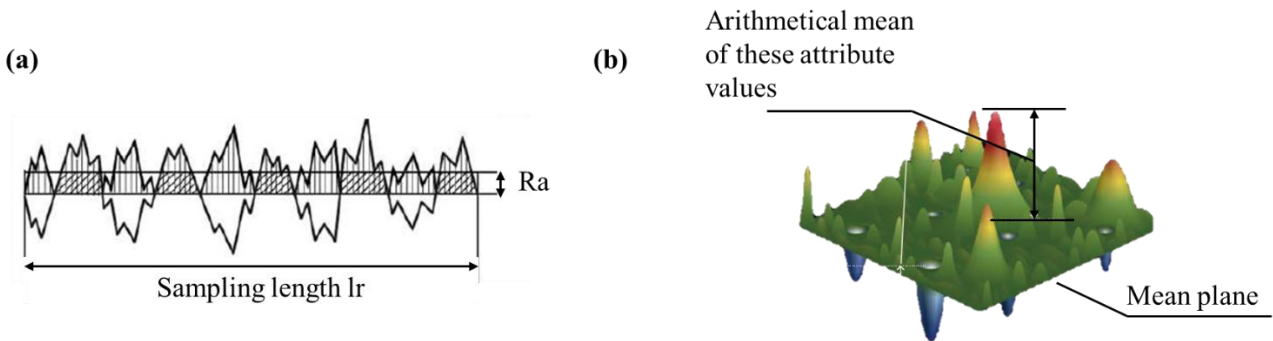 (a)
Ra
Sampling length lr
(b)
Arithmetical mean
of these attribute
values
Mean plane